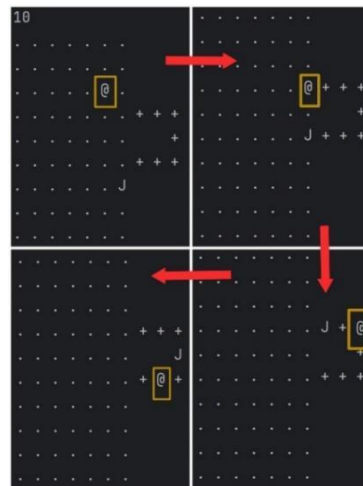 10
. . . . . . .
. . . . . . .
. . . . . @ .
. . . . . . . + + +
. . . . . . .     +
. . . . . . . + + +
. . . . . . J
. . . . . . .
. . . . . . .
. . . . . . .
. . . . . . .
. . . . . . .
. . . . . . @ + + +
. . . . . . .     +
. . . . . . J + + +
. . . . . . .
. . . . . . .
. . . . . . .
. . . . . . .
. . . . . . .
. . . . . . .
. . . . . . .
. . . . . . . J + @
. . . . . . .     +
. . . . . . . + + +
. . . . . . .
. . . . . . .
. . . . . . .
. . . . . . .
. . . . . . .
. . . . . . .
. . . . . . .
. . . . . . . + + +
. . . . . . .     J
. . . . . . . + @ +
. . . . . . .
. . . . . . .
. . . . . . .
. . . . . . .